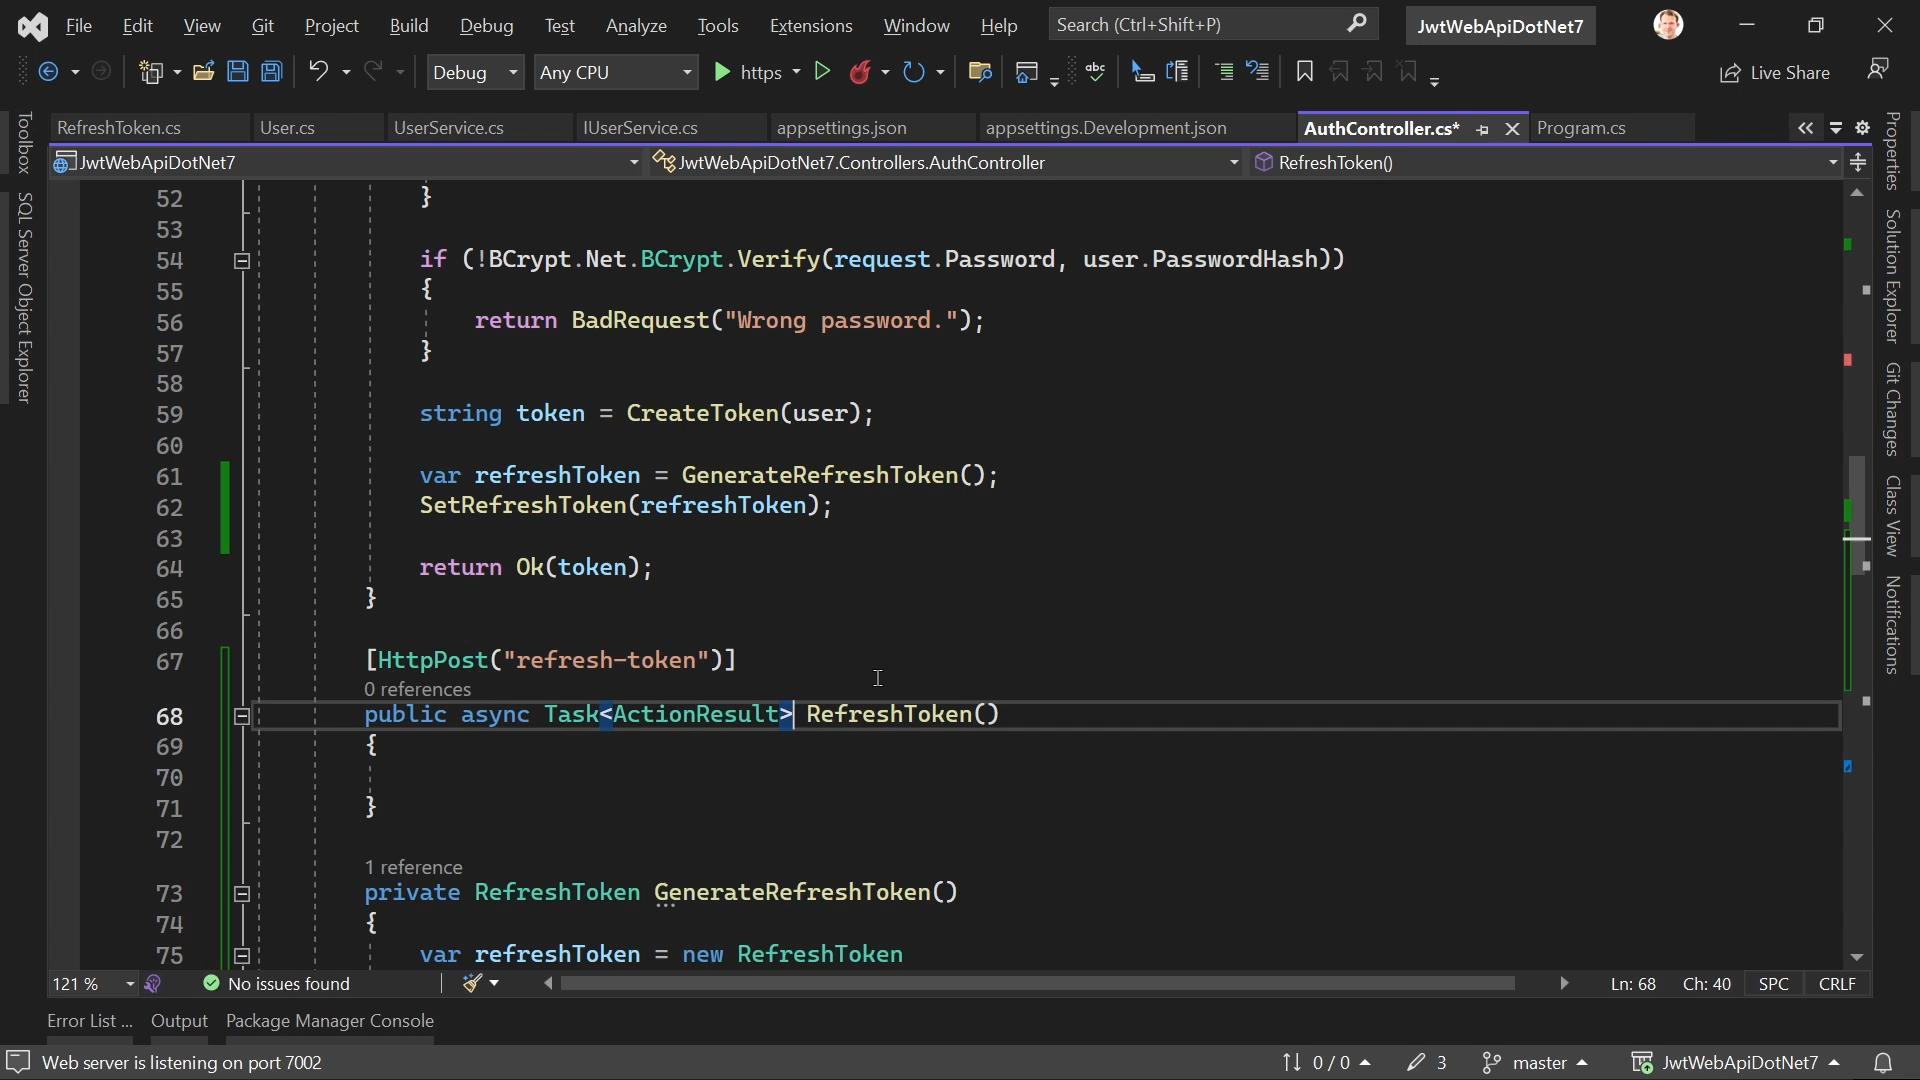 File Edit View Git Project Build Debug Test Analyze Tools Extensions Window Help Search (Ctrl+Shift+P) JwtWebApiDotNet7
Debug Any CPU https abc Live Share
RefreshToken.cs User.cs UserService.cs IUserService.cs appsettings.json appsettings.Development.json AuthController.cs* Program.cs
JwtWebApiDotNet7 JwtWebApiDotNet7.Controllers.AuthController RefreshToken()
Toolbox
SQL Server Object Explorer
52 }
53
54 if (!BCrypt.Net.BCrypt.Verify(request.Password, user.PasswordHash))
55 {
56 return BadRequest("Wrong password.");
57 }
58
59 string token = CreateToken(user);
60
61 var refreshToken = GenerateRefreshToken();
62 SetRefreshToken(refreshToken);
63
64 return Ok(token);
65 }
66
67 [HttpPost("refresh-token")]
0 references
68 public async Task<ActionResult> RefreshToken()
69 {
70
71 }
72
1 reference
73 private RefreshToken GenerateRefreshToken()
74 {
75 var refreshToken = new RefreshToken
Properties
Solution Explorer
Git Changes
Class View
Notifications
121 % No issues found Ln: 68 Ch: 40 SPC CRLF
Error List ... Output Package Manager Console
Web server is listening on port 7002 0 / 0 3 master JwtWebApiDotNet7